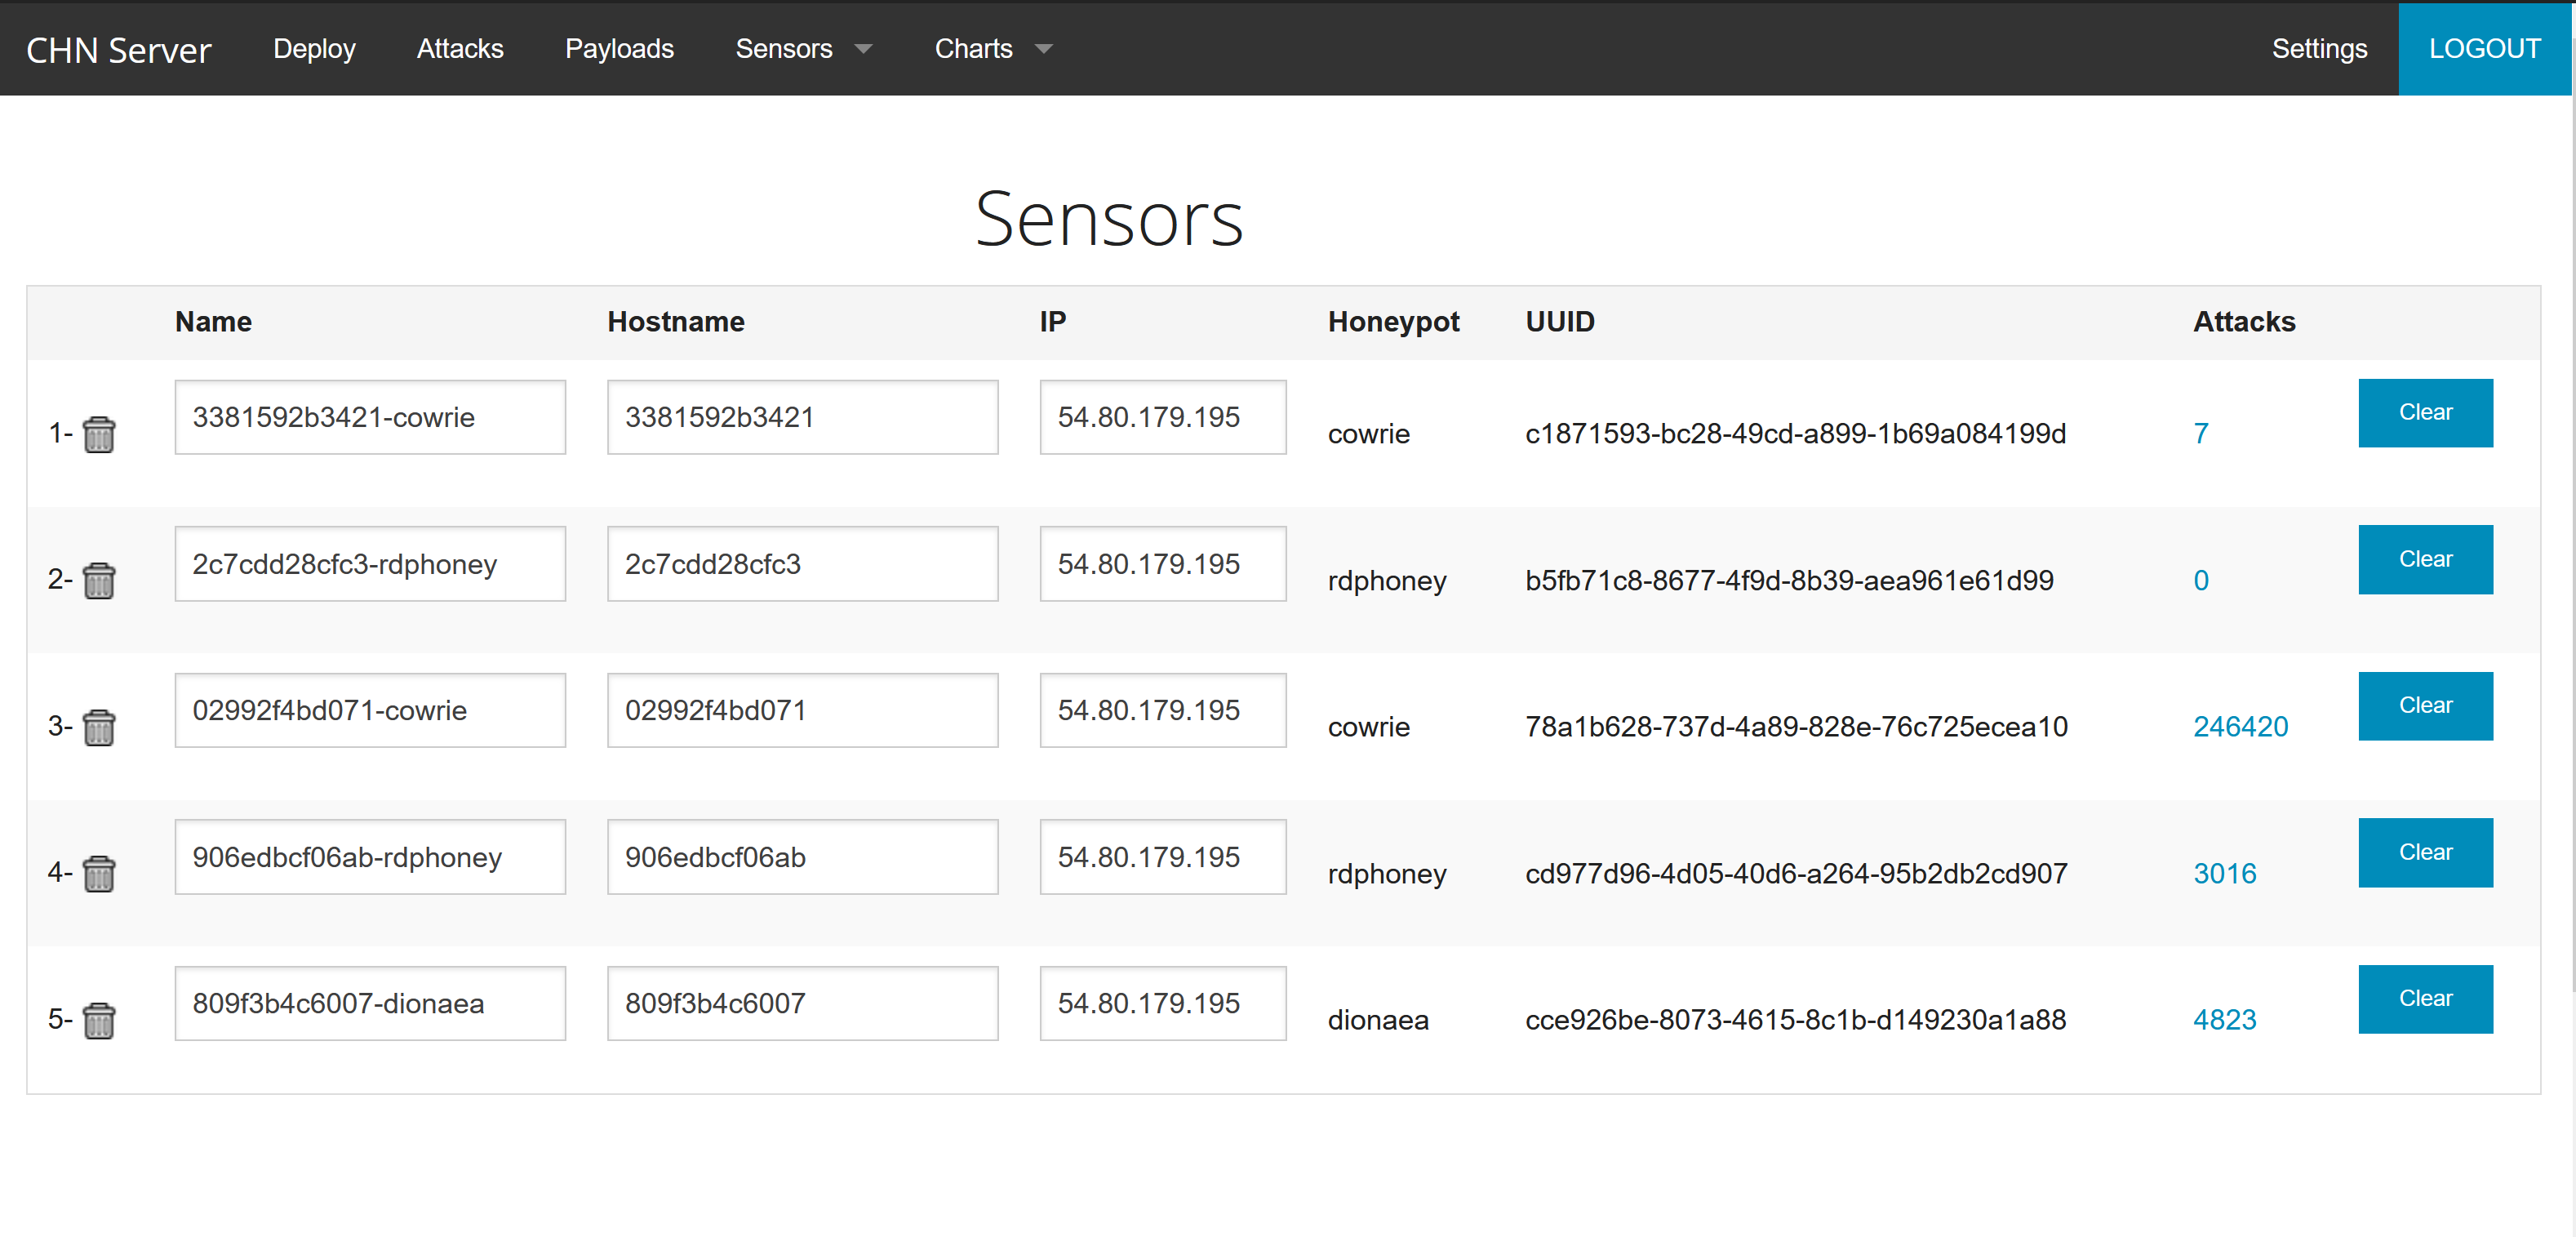 CHN Server Deploy Attacks Payloads Sensors Charts Settings LOGOUT
Sensors
Name Hostname IP Honeypot UUID Attacks
1- 3381592b3421-cowrie 3381592b3421 54.80.179.195 cowrie c1871593-bc28-49cd-a899-1b69a084199d 7 Clear
2- 2c7cdd28cfc3-rdphoney 2c7cdd28cfc3 54.80.179.195 rdphoney b5fb71c8-8677-4f9d-8b39-aea961e61d99 0 Clear
3- 02992f4bd071-cowrie 02992f4bd071 54.80.179.195 cowrie 78a1b628-737d-4a89-828e-76c725ecea10 246420 Clear
4- 906edbcf06ab-rdphoney 906edbcf06ab 54.80.179.195 rdphoney cd977d96-4d05-40d6-a264-95b2db2cd907 3016 Clear
5- 809f3b4c6007-dionaea 809f3b4c6007 54.80.179.195 dionaea cce926be-8073-4615-8c1b-d149230a1a88 4823 Clear